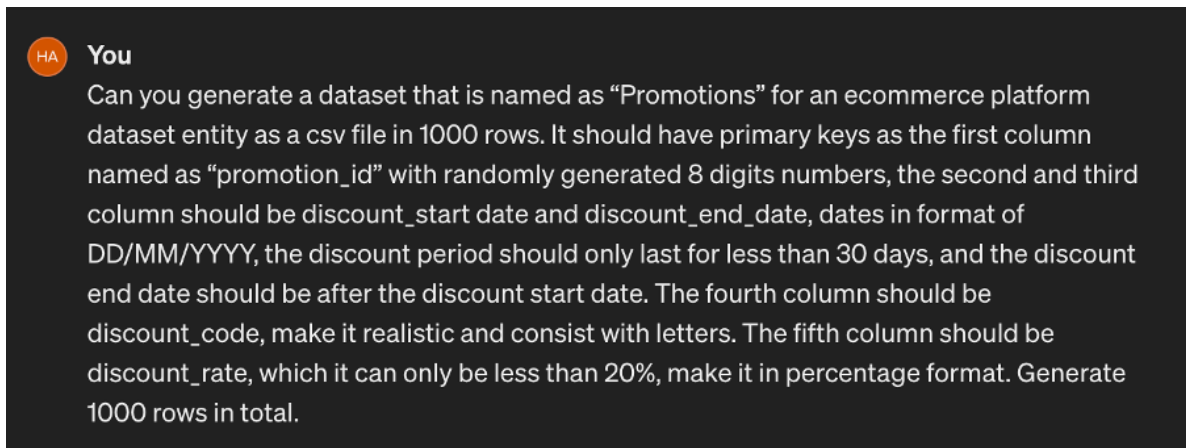 HA You
Can you generate a dataset that is named as “Promotions” for an ecommerce platform
dataset entity as a csv file in 1000 rows. It should have primary keys as the first column
named as “promotion_id” with randomly generated 8 digits numbers, the second and third
column should be discount_start date and discount_end_date, dates in format of
DD/MM/YYYY, the discount period should only last for less than 30 days, and the discount
end date should be after the discount start date. The fourth column should be
discount_code, make it realistic and consist with letters. The fifth column should be
discount_rate, which it can only be less than 20%, make it in percentage format. Generate
1000 rows in total.